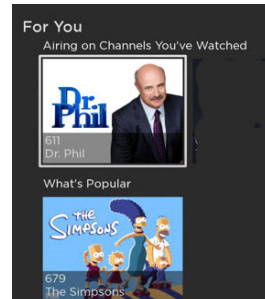 For You
Airing on Channels You've Watched
Dr.
Phil
611
Dr. Phil
What's Popular
THE
SIMPSONS
679
The Simpsons